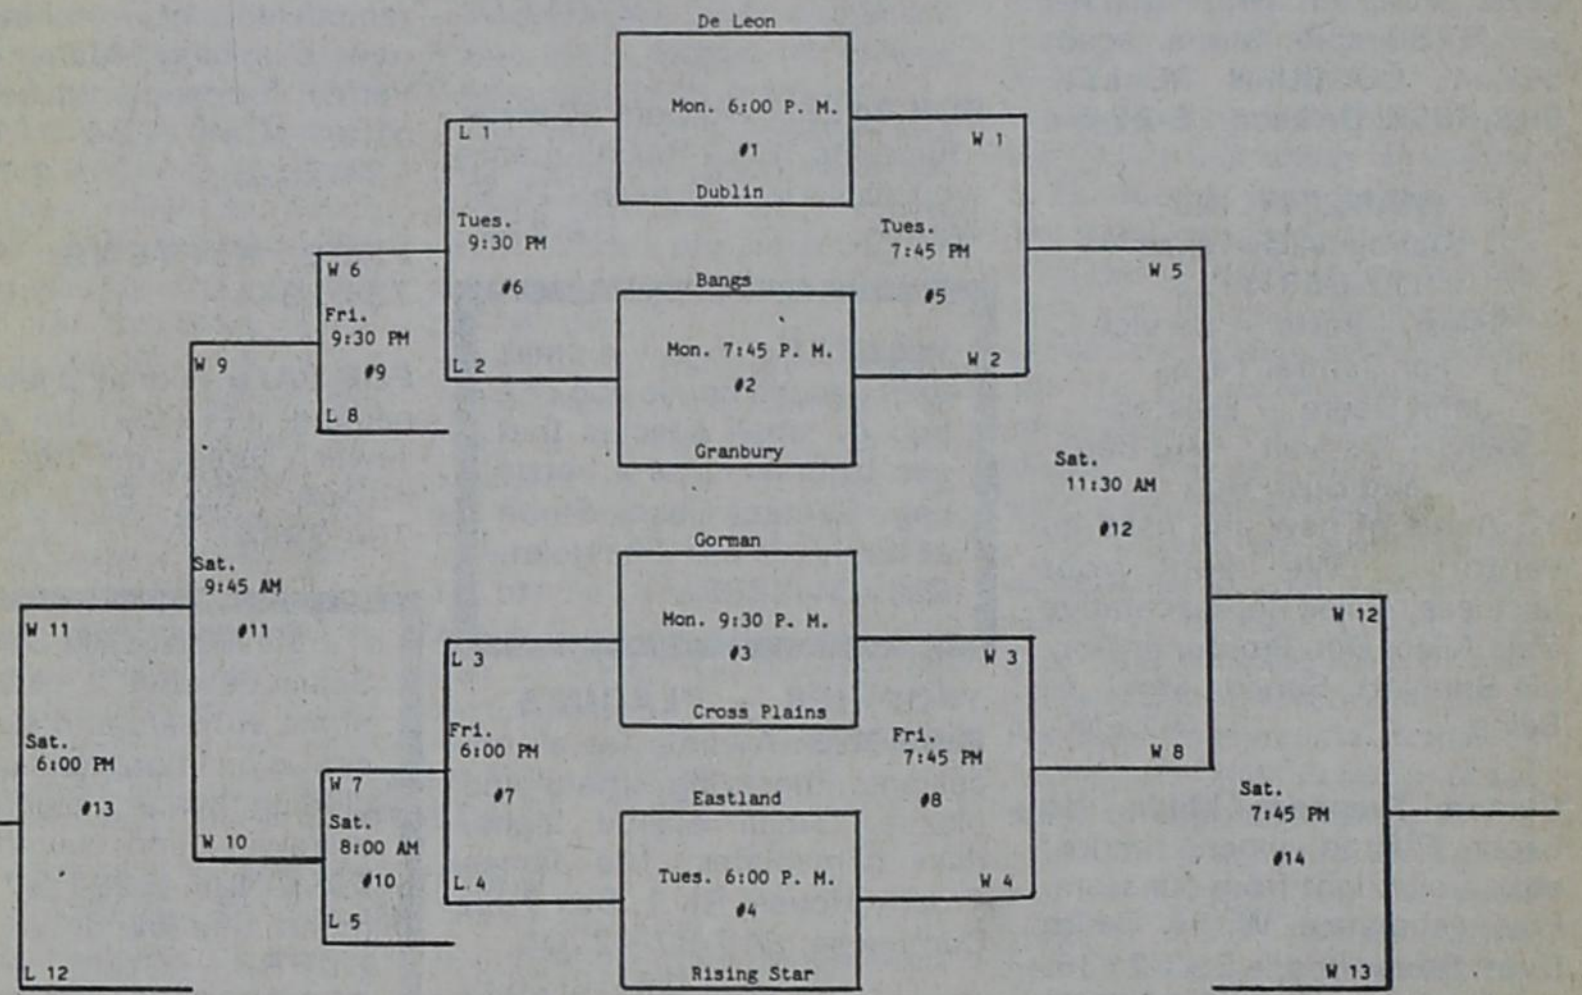 De Leon
Mon. 6:00 P. M.
#1
Dublin
L 1
W 1
Tues.
9:30 PM
#6
Tues.
7:45 PM
#5
Bangs
Mon. 7:45 P. M.
#2
Granbury
L 2
W 2
W 6
Fri.
9:30 PM
#9
L 8
W 5
W 9
Sat.
11:30 AM
#12
Sat.
9:45 AM
#11
Gorman
Mon. 9:30 P. M.
#3
Cross Plains
L 3
W 3
W 11
W 12
Sat.
6:00 PM
#13
Fri.
6:00 PM
#7
Fri.
7:45 PM
#8
W 8
W 7
Sat.
8:00 AM
#10
L 5
W 10
Eastland
Tues. 6:00 P. M.
#4
Rising Star
L 4
W 4
Sat.
7:45 PM
#14
L 12
W 13